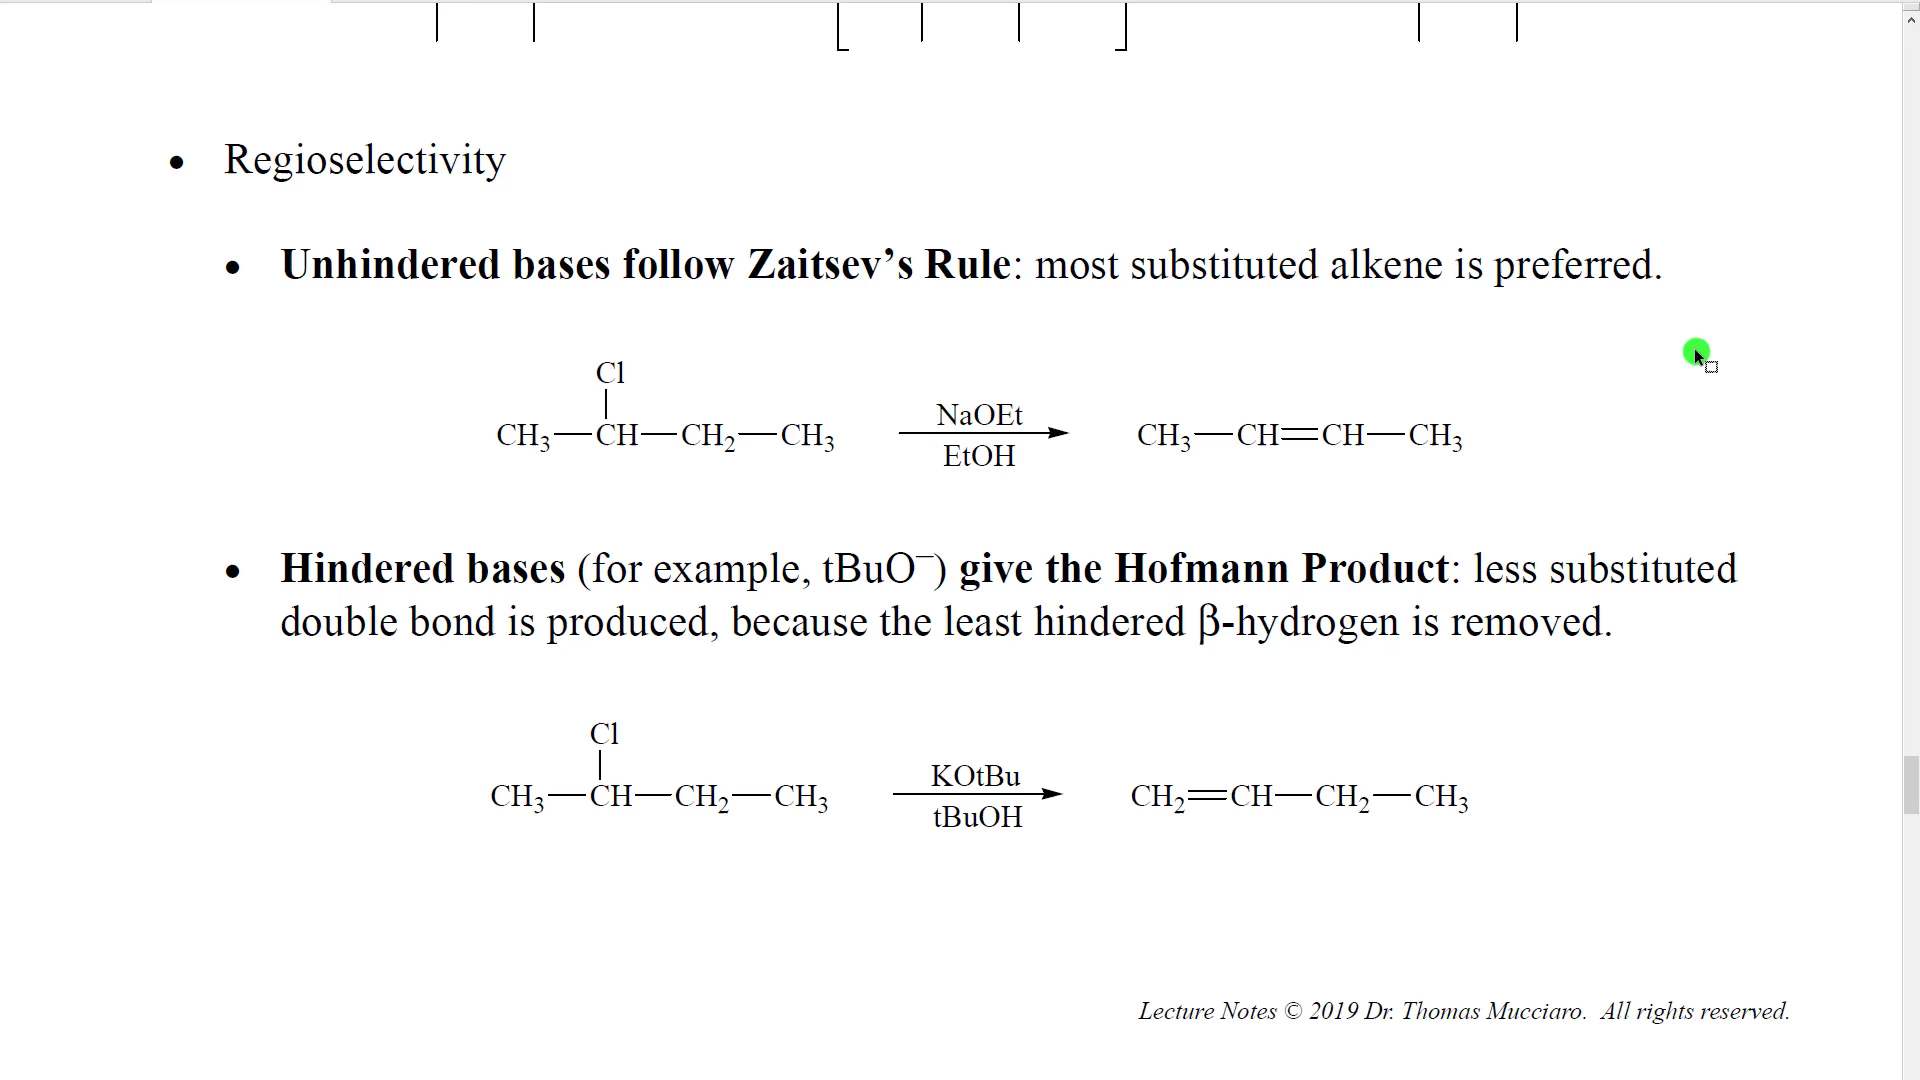 • Regioselectivity
• Unhindered bases follow Zaitsev’s Rule: most substituted alkene is preferred.
Cl
CH₃—CH—CH₂—CH₃ NaOEt EtOH CH₃—CH=CH—CH₃
• Hindered bases (for example, tBuO⁻) give the Hofmann Product: less substituted
double bond is produced, because the least hindered β-hydrogen is removed.
Cl
CH₃—CH—CH₂—CH₃ KOtBu tBuOH CH₂=CH—CH₂—CH₃
Lecture Notes © 2019 Dr. Thomas Mucciaro. All rights reserved.